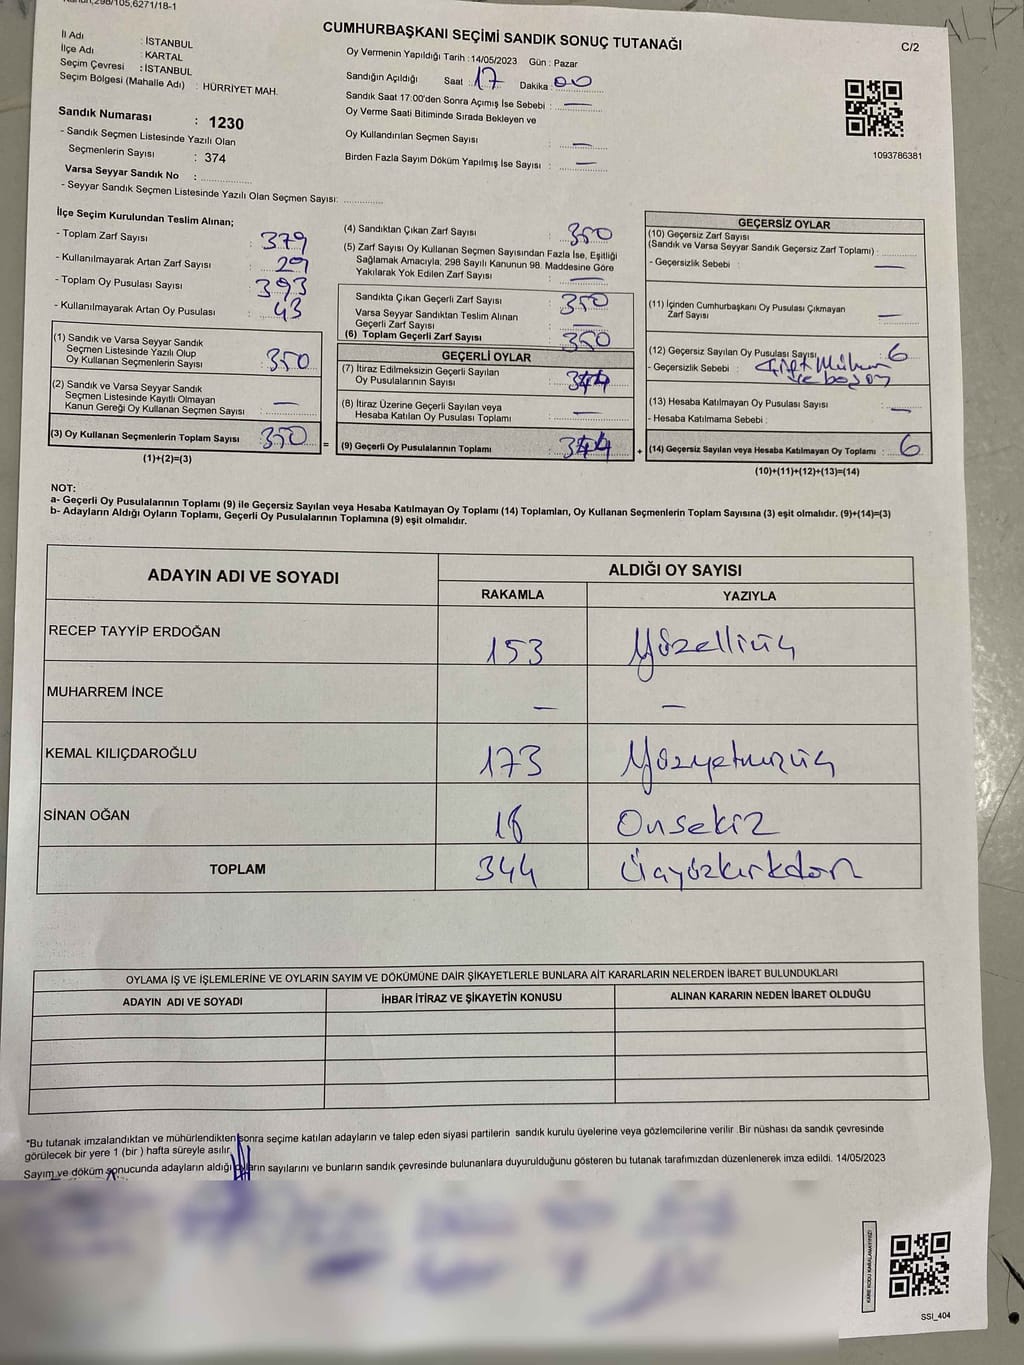 Kanun,298/105,6271/18-1
CUMHURBAŞKANI SEÇİMİ SANDIK SONUÇ TUTANAĞI
C/2
İl Adı : İSTANBUL
İlçe Adı : KARTAL
Seçim Çevresi : İSTANBUL
Seçim Bölgesi (Mahalle Adı) : HÜRRİYET MAH.
Sandık Numarası : 1230
- Sandık Seçmen Listesinde Yazılı Olan
Seçmenlerin Sayısı : 374
Varsa Seyyar Sandık No :
- Seyyar Sandık Seçmen Listesinde Yazılı Olan Seçmen Sayısı:
Oy Vermenin Yapıldığı Tarih : 14/05/2023 Gün : Pazar
Sandığın Açıldığı Saat : 17 Dakika : 00
Sandık Saat 17:00'den Sonra Açımış İse Sebebi : —
Oy Verme Saati Bitiminde Sırada Bekleyen ve
Oy Kullandırılan Seçmen Sayısı : —
Birden Fazla Sayım Döküm Yapılmış İse Sayısı : —
1093786381
İlçe Seçim Kurulundan Teslim Alınan;
- Toplam Zarf Sayısı : 379
- Kullanılmayarak Artan Zarf Sayısı : 29
- Toplam Oy Pusulası Sayısı : 393
- Kullanılmayarak Artan Oy Pusulası : 43
(1) Sandık ve Varsa Seyyar Sandık
Seçmen Listesinde Yazılı Olup
Oy Kullanan Seçmenlerin Sayısı : 350
(2) Sandık ve Varsa Seyyar Sandık
Seçmen Listesinde Kayıtlı Olmayan
Kanun Gereği Oy Kullanan Seçmen Sayısı : —
(3) Oy Kullanan Seçmenlerin Toplam Sayısı : 350
(1)+(2)=(3)
=
(4) Sandıktan Çıkan Zarf Sayısı : 350
(5) Zarf Sayısı Oy Kullanan Seçmen Sayısından Fazla İse, Eşitliği
Sağlamak Amacıyla, 298 Sayılı Kanunun 98. Maddesine Göre
Yakılarak Yok Edilen Zarf Sayısı : —
Sandıkta Çıkan Geçerli Zarf Sayısı : 350
Varsa Seyyar Sandıktan Teslim Alınan
Geçerli Zarf Sayısı : —
(6) Toplam Geçerli Zarf Sayısı : 350
GEÇERLİ OYLAR
(7) İtiraz Edilmeksizin Geçerli Sayılan
Oy Pusulalarının Sayısı : 344
(8) İtiraz Üzerine Geçerli Sayılan veya
Hesaba Katılan Oy Pusulası Toplamı : —
(9) Geçerli Oy Pusulalarının Toplamı : 344
+
GEÇERSİZ OYLAR
(10) Geçersiz Zarf Sayısı
(Sandık ve Varsa Seyyar Sandık Geçersiz Zarf Toplamı) :
- Geçersizlik Sebebi : —
(11) İçinden Cumhurbaşkanı Oy Pusulası Çıkmayan
Zarf Sayısı : —
(12) Geçersiz Sayılan Oy Pusulası Sayısı : 6
- Geçersizlik Sebebi : Çift Mühür
(13) Hesaba Katılmayan Oy Pusulası Sayısı : —
- Hesaba Katılmama Sebebi :
(14) Geçersiz Sayılan veya Hesaba Katılmayan Oy Toplamı : 6
(10)+(11)+(12)+(13)=(14)
NOT:
a- Geçerli Oy Pusulalarının Toplamı (9) ile Geçersiz Sayılan veya Hesaba Katılmayan Oy Toplamı (14) Toplamları, Oy Kullanan Seçmenlerin Toplam Sayısına (3) eşit olmalıdır. (9)+(14)=(3)
b- Adayların Aldığı Oyların Toplamı, Geçerli Oy Pusulalarının Toplamına (9) eşit olmalıdır.
ADAYIN ADI VE SOYADI
ALDIĞI OY SAYISI
RAKAMLA YAZIYLA
RECEP TAYYİP ERDOĞAN 153 Yüzelliüç
MUHARREM İNCE — —
KEMAL KILIÇDAROĞLU 173 Yüzyetmişüç
SİNAN OĞAN 18 Onsekiz
TOPLAM 344 Üçyüzkırkdört
OYLAMA İŞ VE İŞLEMLERİNE VE OYLARIN SAYIM VE DÖKÜMÜNE DAİR ŞİKAYETLERLE BUNLARA AİT KARARLARIN NELERDEN İBARET BULUNDUKLARI
ADAYIN ADI VE SOYADI İHBAR İTİRAZ VE ŞİKAYETİN KONUSU ALINAN KARARIN NEDEN İBARET OLDUĞU
*Bu tutanak imzalandıktan ve mühürlendikten sonra seçime katılan adayların ve talep eden siyasi partilerin sandık kurulu üyelerine veya gözlemcilerine verilir .Bir nüshası da sandık çevresinde
görülecek bir yere 1 (bir ) hafta süreyle asılır.
Sayım ve döküm sonucunda adayların aldığı oyların sayılarını ve bunların sandık çevresinde bulunanlara duyurulduğunu gösteren bu tutanak tarafımızdan düzenlenerek imza edildi. 14/05/2023
KARE KODU KARALAMAYINIZ!
SSI_404